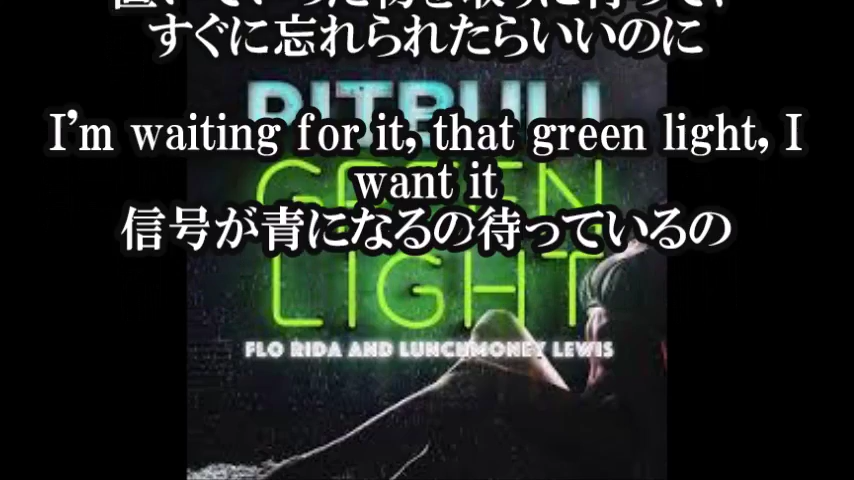 すぐに忘れられたらいいのに
I'm waiting for it, that green light, I
want it
信号が青になるの待っているの
PITBULL
GREEN
LIGHT
FLO RIDA AND LUNCHMONEY LEWIS